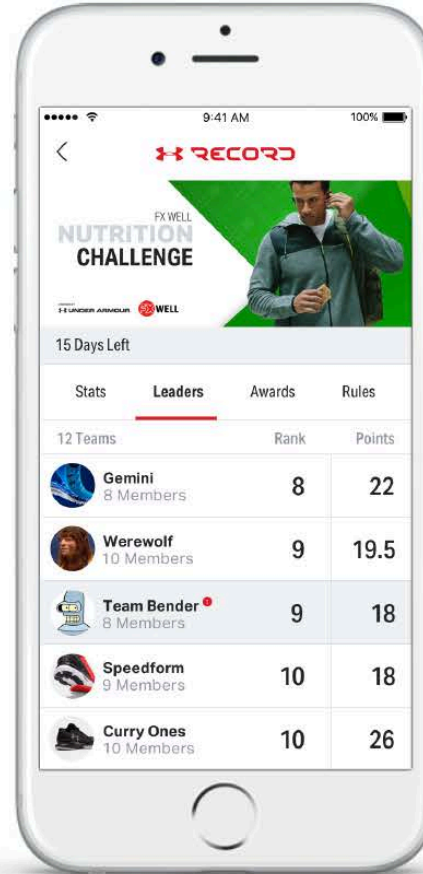 9:41 AM
100%
RECORD
FX WELL
NUTRITION
CHALLENGE
UNDER ARMOUR
FX WELL
15 Days Left
Stats Leaders Awards Rules
12 Teams Rank Points
Gemini 8 22
8 Members
Werewolf 9 19.5
10 Members
Team Bender 9 18
8 Members
Speedform 10 18
9 Members
Curry Ones 10 26
10 Members